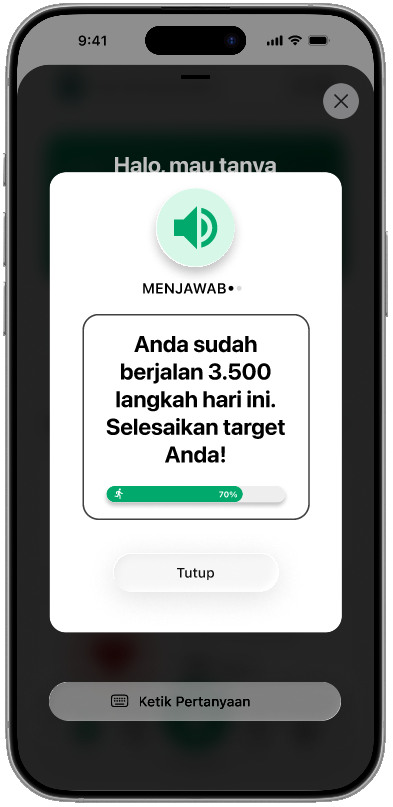 9:41
Halo, mau tanya
MENJAWAB
Anda sudah
berjalan 3.500
langkah hari ini.
Selesaikan target
Anda!
70%
Tutup
Ketik Pertanyaan